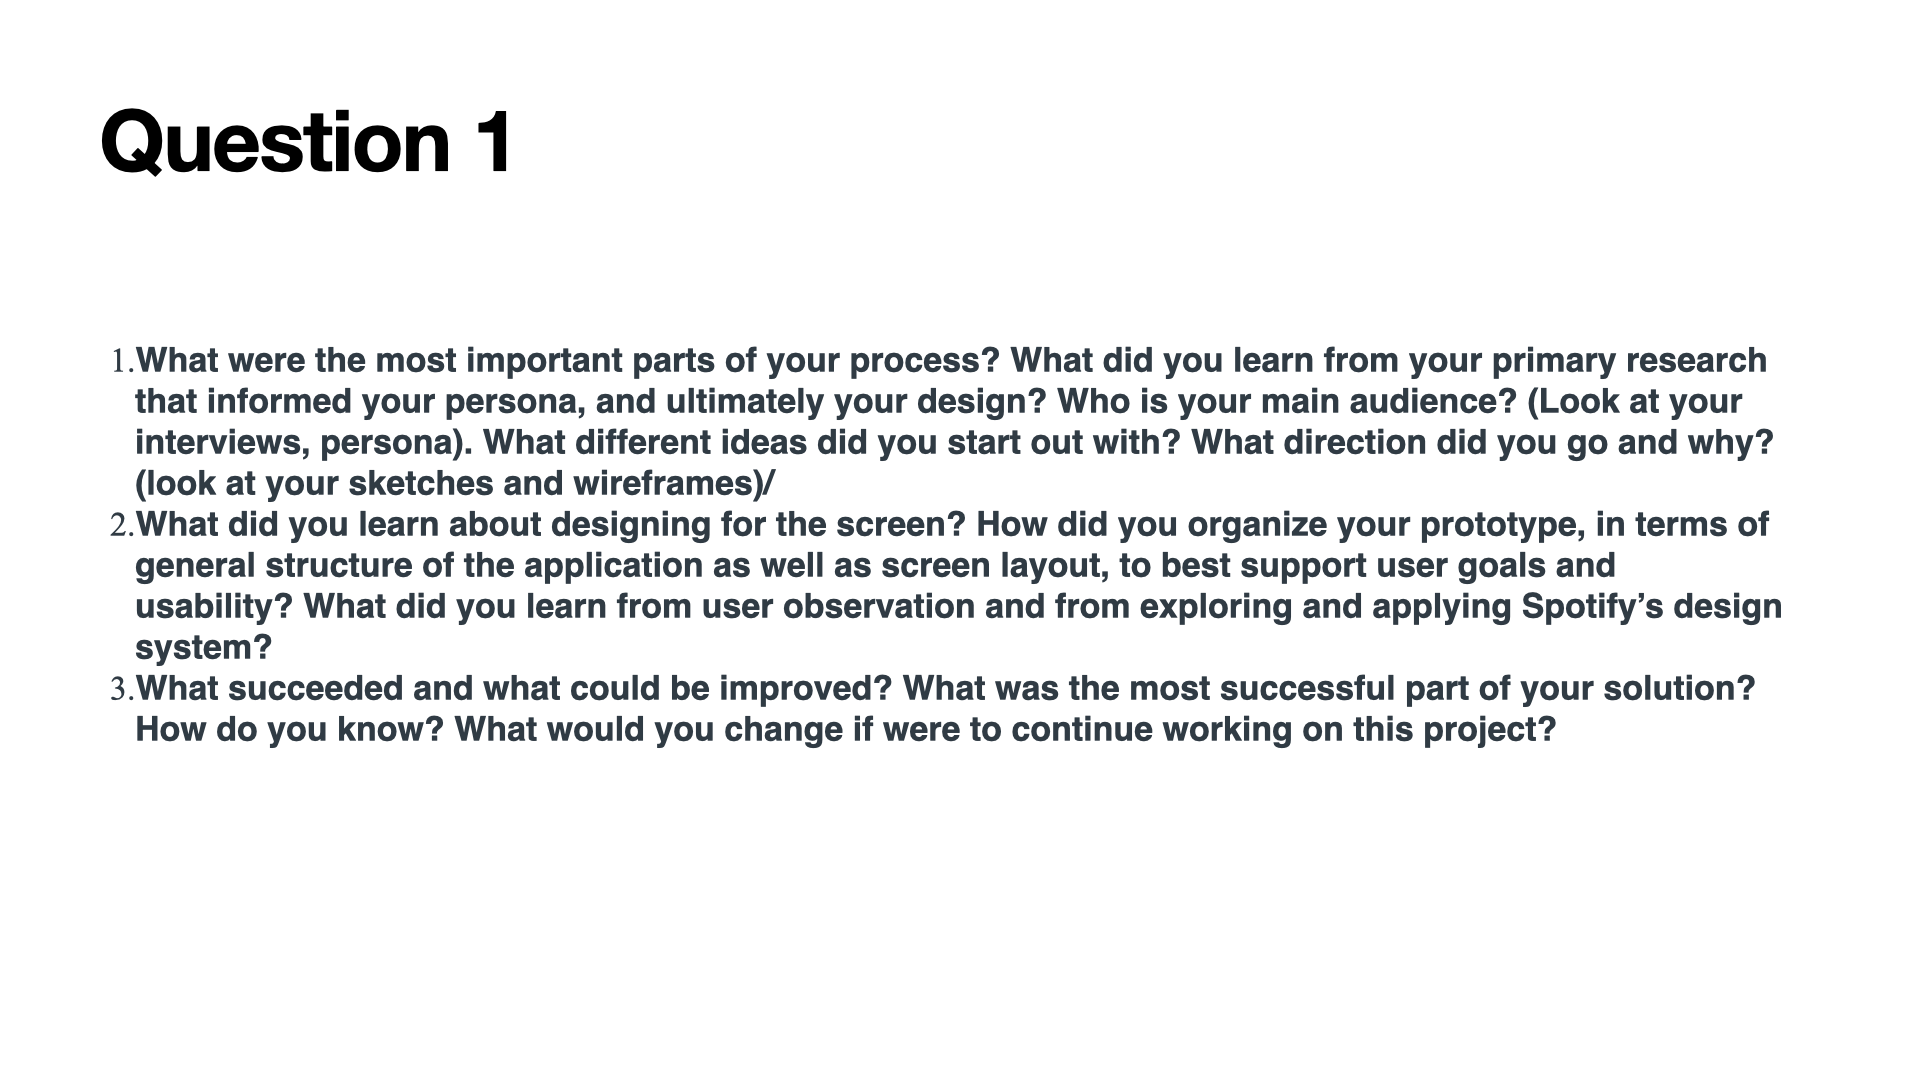 Question 1
1.What were the most important parts of your process? What did you learn from your primary research
that informed your persona, and ultimately your design? Who is your main audience? (Look at your
interviews, persona). What different ideas did you start out with? What direction did you go and why?
(look at your sketches and wireframes)/
2.What did you learn about designing for the screen? How did you organize your prototype, in terms of
general structure of the application as well as screen layout, to best support user goals and
usability? What did you learn from user observation and from exploring and applying Spotify’s design
system?
3.What succeeded and what could be improved? What was the most successful part of your solution?
How do you know? What would you change if were to continue working on this project?